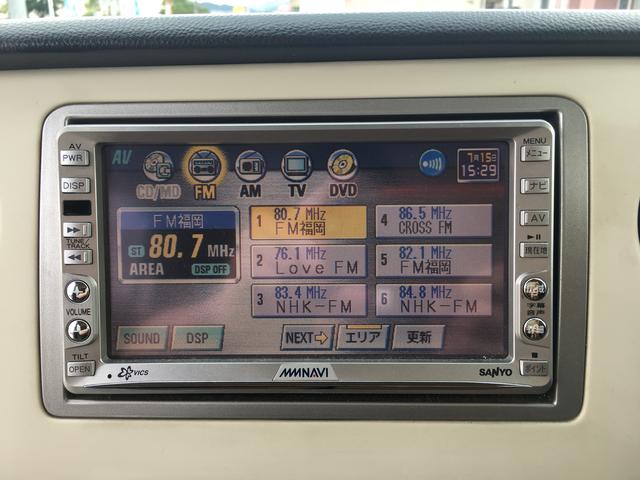 AV
PWR
DISP
TUNE/
TRACK
VOLUME
TILT
OPEN
AV
CD/MD
FM
AM
TV
DVD
7月15日
15:29
FM福岡
ST 80.7 MHz
AREA DSP OFF
1 80.7 MHz
FM福岡
2 76.1 MHz
Love FM
3 83.4 MHz
NHK-FM
4 86.5 MHz
CROSS FM
5 82.1 MHz
FM福岡
6 84.8 MHz
NHK-FM
SOUND
DSP
NEXT
エリア
更新
MENU
メニュー
ナビ
AV
現在地
字幕
音声
ポイント
VICS
MMNAVI
SANYO